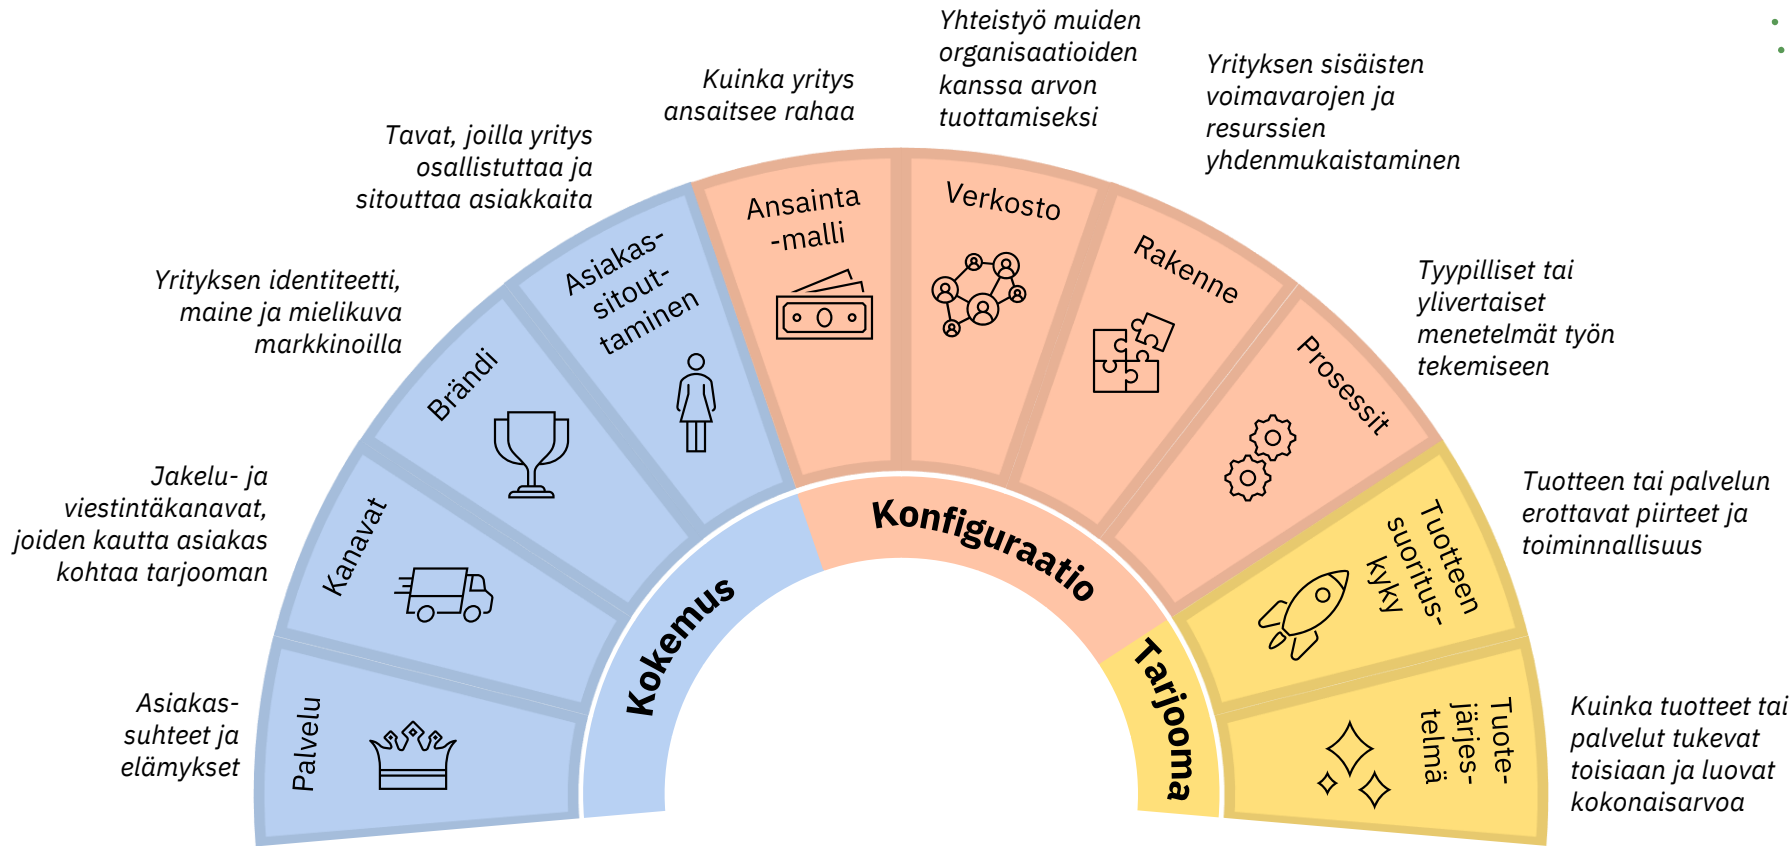 Asiakas-
suhteet ja
elämykset
Palvelu
Jakelu- ja
viestintäkanavat,
joiden kautta asiakas
kohtaa tarjooman
Kanavat
Yrityksen identiteetti,
maine ja mielikuva
markkinoilla
Brändi
Tavat, joilla yritys
osallistuttaa ja
sitouttaa asiakkaita
Asiakas-
sitout-
taminen
Kuinka yritys
ansaitsee rahaa
Ansainta
-malli
Yhteistyö muiden
organisaatioiden
kanssa arvon
tuottamiseksi
Verkosto
Yrityksen sisäisten
voimavarojen ja
resurssien
yhdenmukaistaminen
Rakenne
Tyypilliset tai
ylivertaiset
menetelmät työn
tekemiseen
Prosessit
Tuotteen tai palvelun
erottavat piirteet ja
toiminnallisuus
Tuotteen
suoritus-
kyky
Kuinka tuotteet tai
palvelut tukevat
toisiaan ja luovat
kokonaisarvoa
Tuote-
järjes-
telmä
Kokemus
Konfiguraatio
Tarjooma